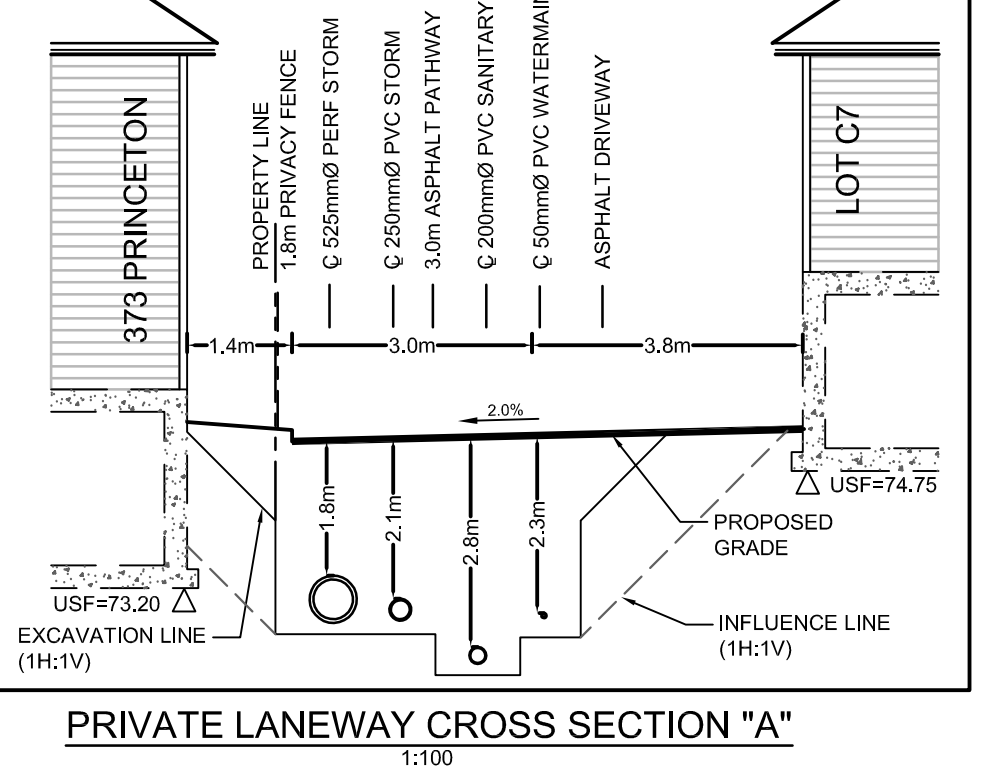 373 PRINCETON
PROPERTY LINE
1.8m PRIVACY FENCE
℄ 525mmØ PERF STORM
℄ 250mmØ PVC STORM
3.0m ASPHALT PATHWAY
℄ 200mmØ PVC SANITARY
℄ 50mmØ PVC WATERMAIN
ASPHALT DRIVEWAY
LOT C7
1.4m
3.0m
3.8m
2.0%
1.8m
2.1m
2.8m
2.3m
USF=74.75
PROPOSED
GRADE
USF=73.20
EXCAVATION LINE
(1H:1V)
INFLUENCE LINE
(1H:1V)
PRIVATE LANEWAY CROSS SECTION "A"
1:100